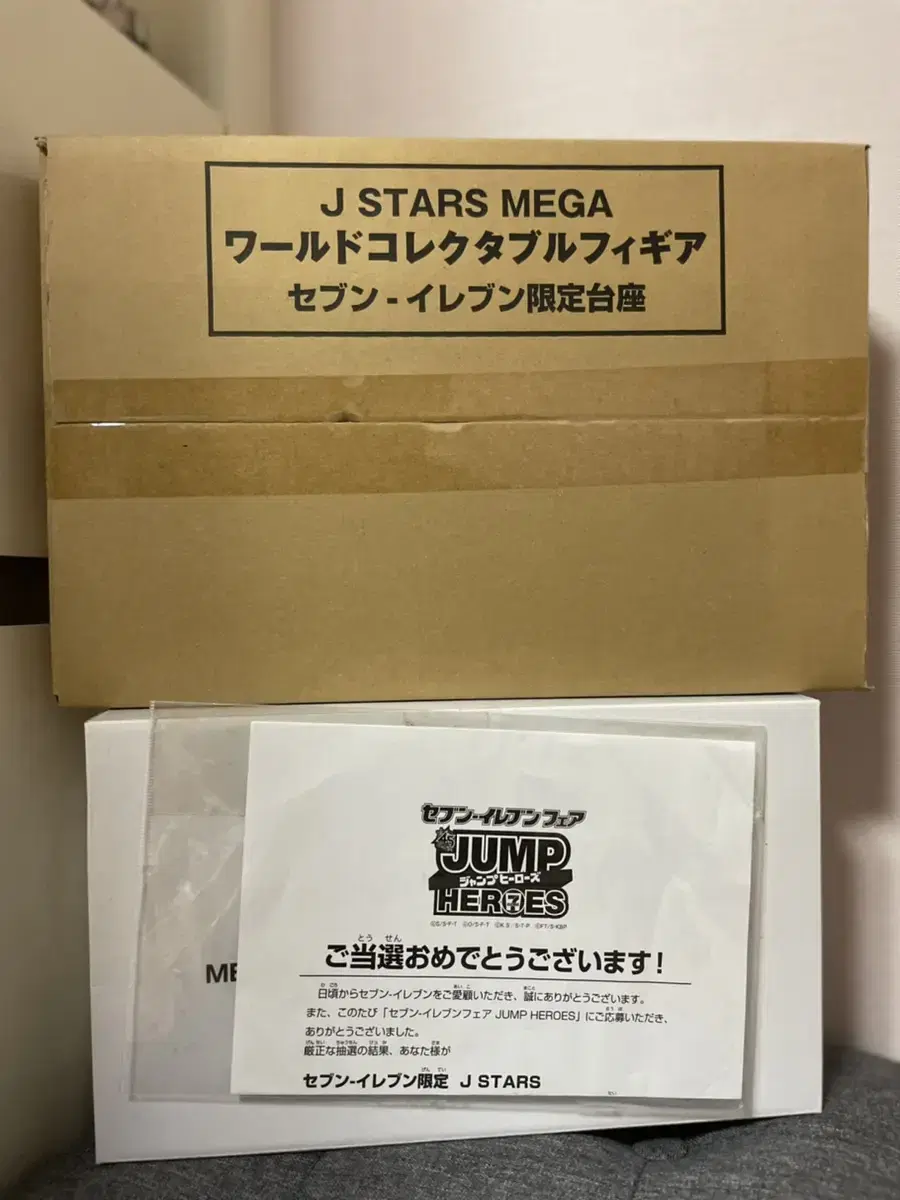 J STARS MEGA
ワールドコレクタブルフィギア
セブン-イレブン限定台座
セブン-イレブンフェア
JUMP
ジャンプ ヒーローズ
HEROES
とう せん
ご当選おめでとうございます!
日頃からセブン-イレブンをご愛顧いただき、誠にありがとうございます。
また、このたび「セブン-イレブンフェア JUMP HEROES」にご応募いただき、
ありがとうございました。
厳正な抽選の結果、あなた様が
セブン-イレブン限定 J STARS
ME